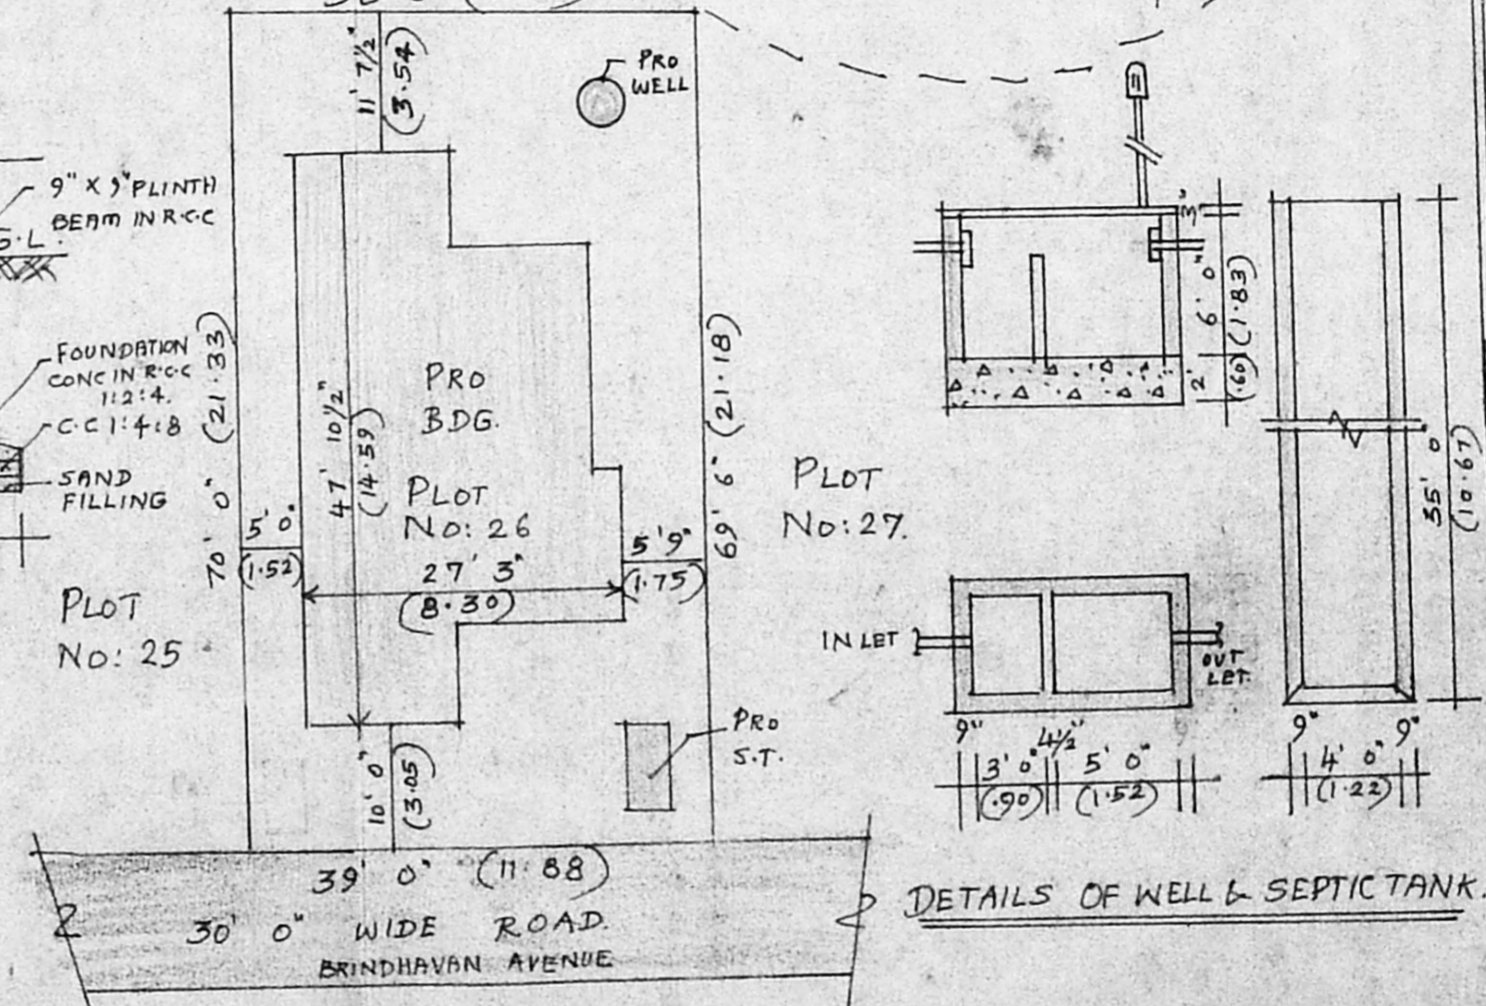 11' 7½"
(3.54)
PRO
WELL
9" X 9" PLINTH
BEAM IN R.C.C
G.L.
FOUNDATION
CONC IN R.C.C
1:2:4.
C.C 1:4:8
SAND
FILLING
70' 0" (21.33)
5' 0"
(1.52)
47' 10½"
(14.59)
PRO
BDG.
PLOT
No: 26
27' 3"
(8.30)
5' 9"
(1.75)
69' 6" (21.18)
PLOT
No: 25
PLOT
No: 27.
10' 0"
(3.05)
PRO
S.T.
39' 0" (11.88)
30' 0" WIDE ROAD.
BRINDHAVAN AVENUE
3"
6' 0"
(1.83)
2'
(.60)
35' 0
(10.67)
INLET
OUT
LET.
9" 4½"
3' 0" 5' 0"
(.90) (1.52)
9" 9"
4' 0"
(1.22)
DETAILS OF WELL & SEPTIC TANK.